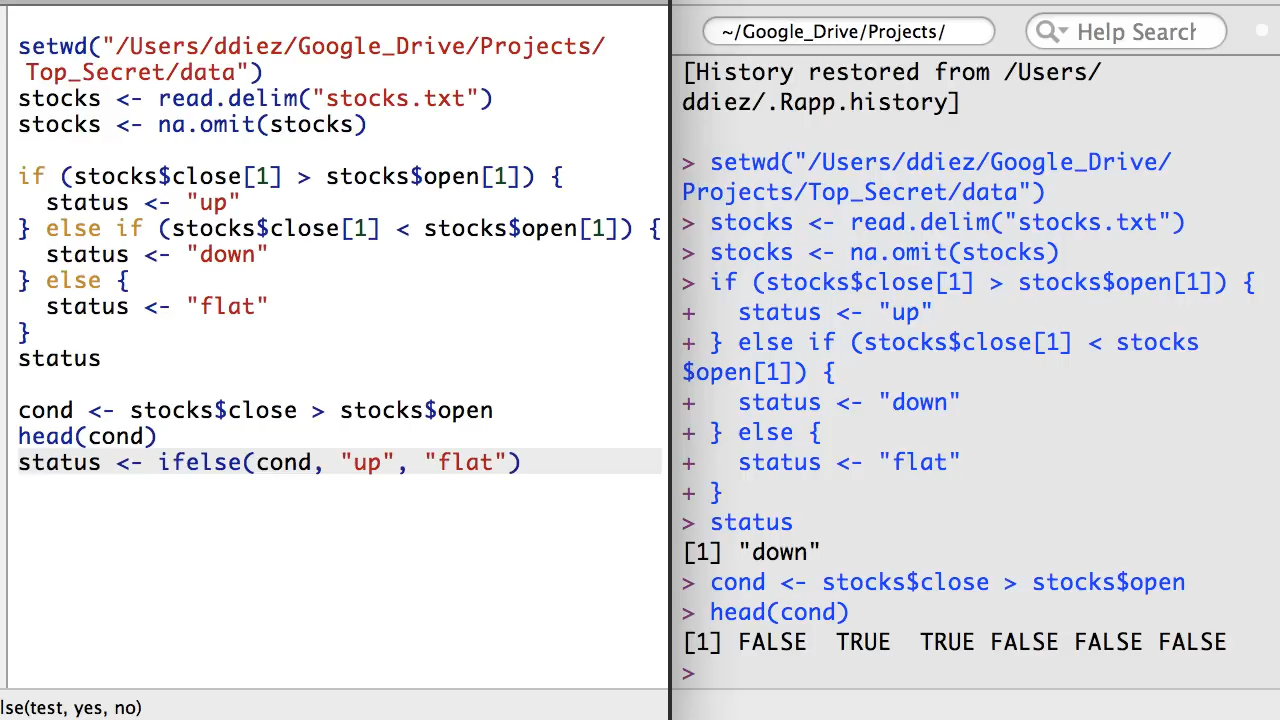 setwd("/Users/ddiez/Google_Drive/Projects/
Top_Secret/data")
stocks <- read.delim("stocks.txt")
stocks <- na.omit(stocks)
if (stocks$close[1] > stocks$open[1]) {
status <- "up"
} else if (stocks$close[1] < stocks$open[1]) {
status <- "down"
} else {
status <- "flat"
}
status
cond <- stocks$close > stocks$open
head(cond)
status <- ifelse(cond, "up", "flat")
lse(test, yes, no)
~/Google_Drive/Projects/
Help Search
[History restored from /Users/
ddiez/.Rapp.history]
> setwd("/Users/ddiez/Google_Drive/
Projects/Top_Secret/data")
> stocks <- read.delim("stocks.txt")
> stocks <- na.omit(stocks)
> if (stocks$close[1] > stocks$open[1]) {
+ status <- "up"
+ } else if (stocks$close[1] < stocks
$open[1]) {
+ status <- "down"
+ } else {
+ status <- "flat"
+ }
> status
[1] "down"
> cond <- stocks$close > stocks$open
> head(cond)
[1] FALSE TRUE TRUE FALSE FALSE FALSE
>